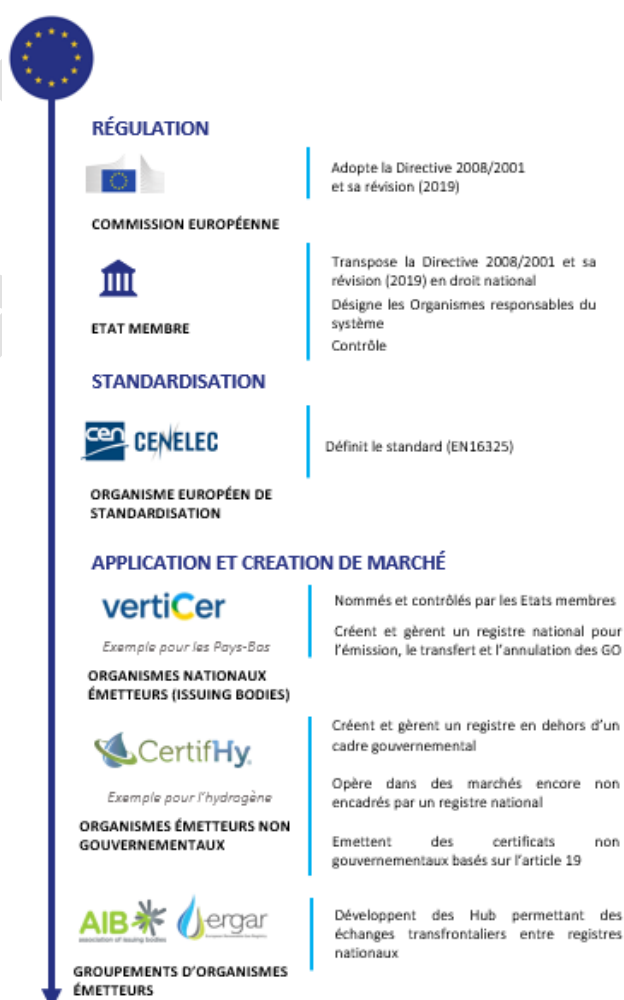 RÉGULATION
Adopte la Directive 2008/2001
et sa révision (2019)
COMMISSION EUROPÉENNE
Transpose la Directive 2008/2001 et sa
révision (2019) en droit national
Désigne les Organismes responsables du
système
Contrôle
ETAT MEMBRE
STANDARDISATION
cen CENELEC
Définit le standard (EN16325)
ORGANISME EUROPÉEN DE
STANDARDISATION
APPLICATION ET CREATION DE MARCHÉ
vertiCer
Exemple pour les Pays-Bas
Nommés et contrôlés par les Etats membres
Créent et gèrent un registre national pour
l'émission, le transfert et l'annulation des GO
ORGANISMES NATIONAUX
ÉMETTEURS (ISSUING BODIES)
CertifHy
Exemple pour l'hydrogène
Créent et gèrent un registre en dehors d'un
cadre gouvernemental
Opère dans des marchés encore non
encadrés par un registre national
Emettent des certificats non
gouvernementaux basés sur l'article 19
ORGANISMES ÉMETTEURS NON
GOUVERNEMENTAUX
AIB
association of issuing bodies
ergar
Développent des Hub permettant des
échanges transfrontaliers entre registres
nationaux
GROUPEMENTS D'ORGANISMES
ÉMETTEURS